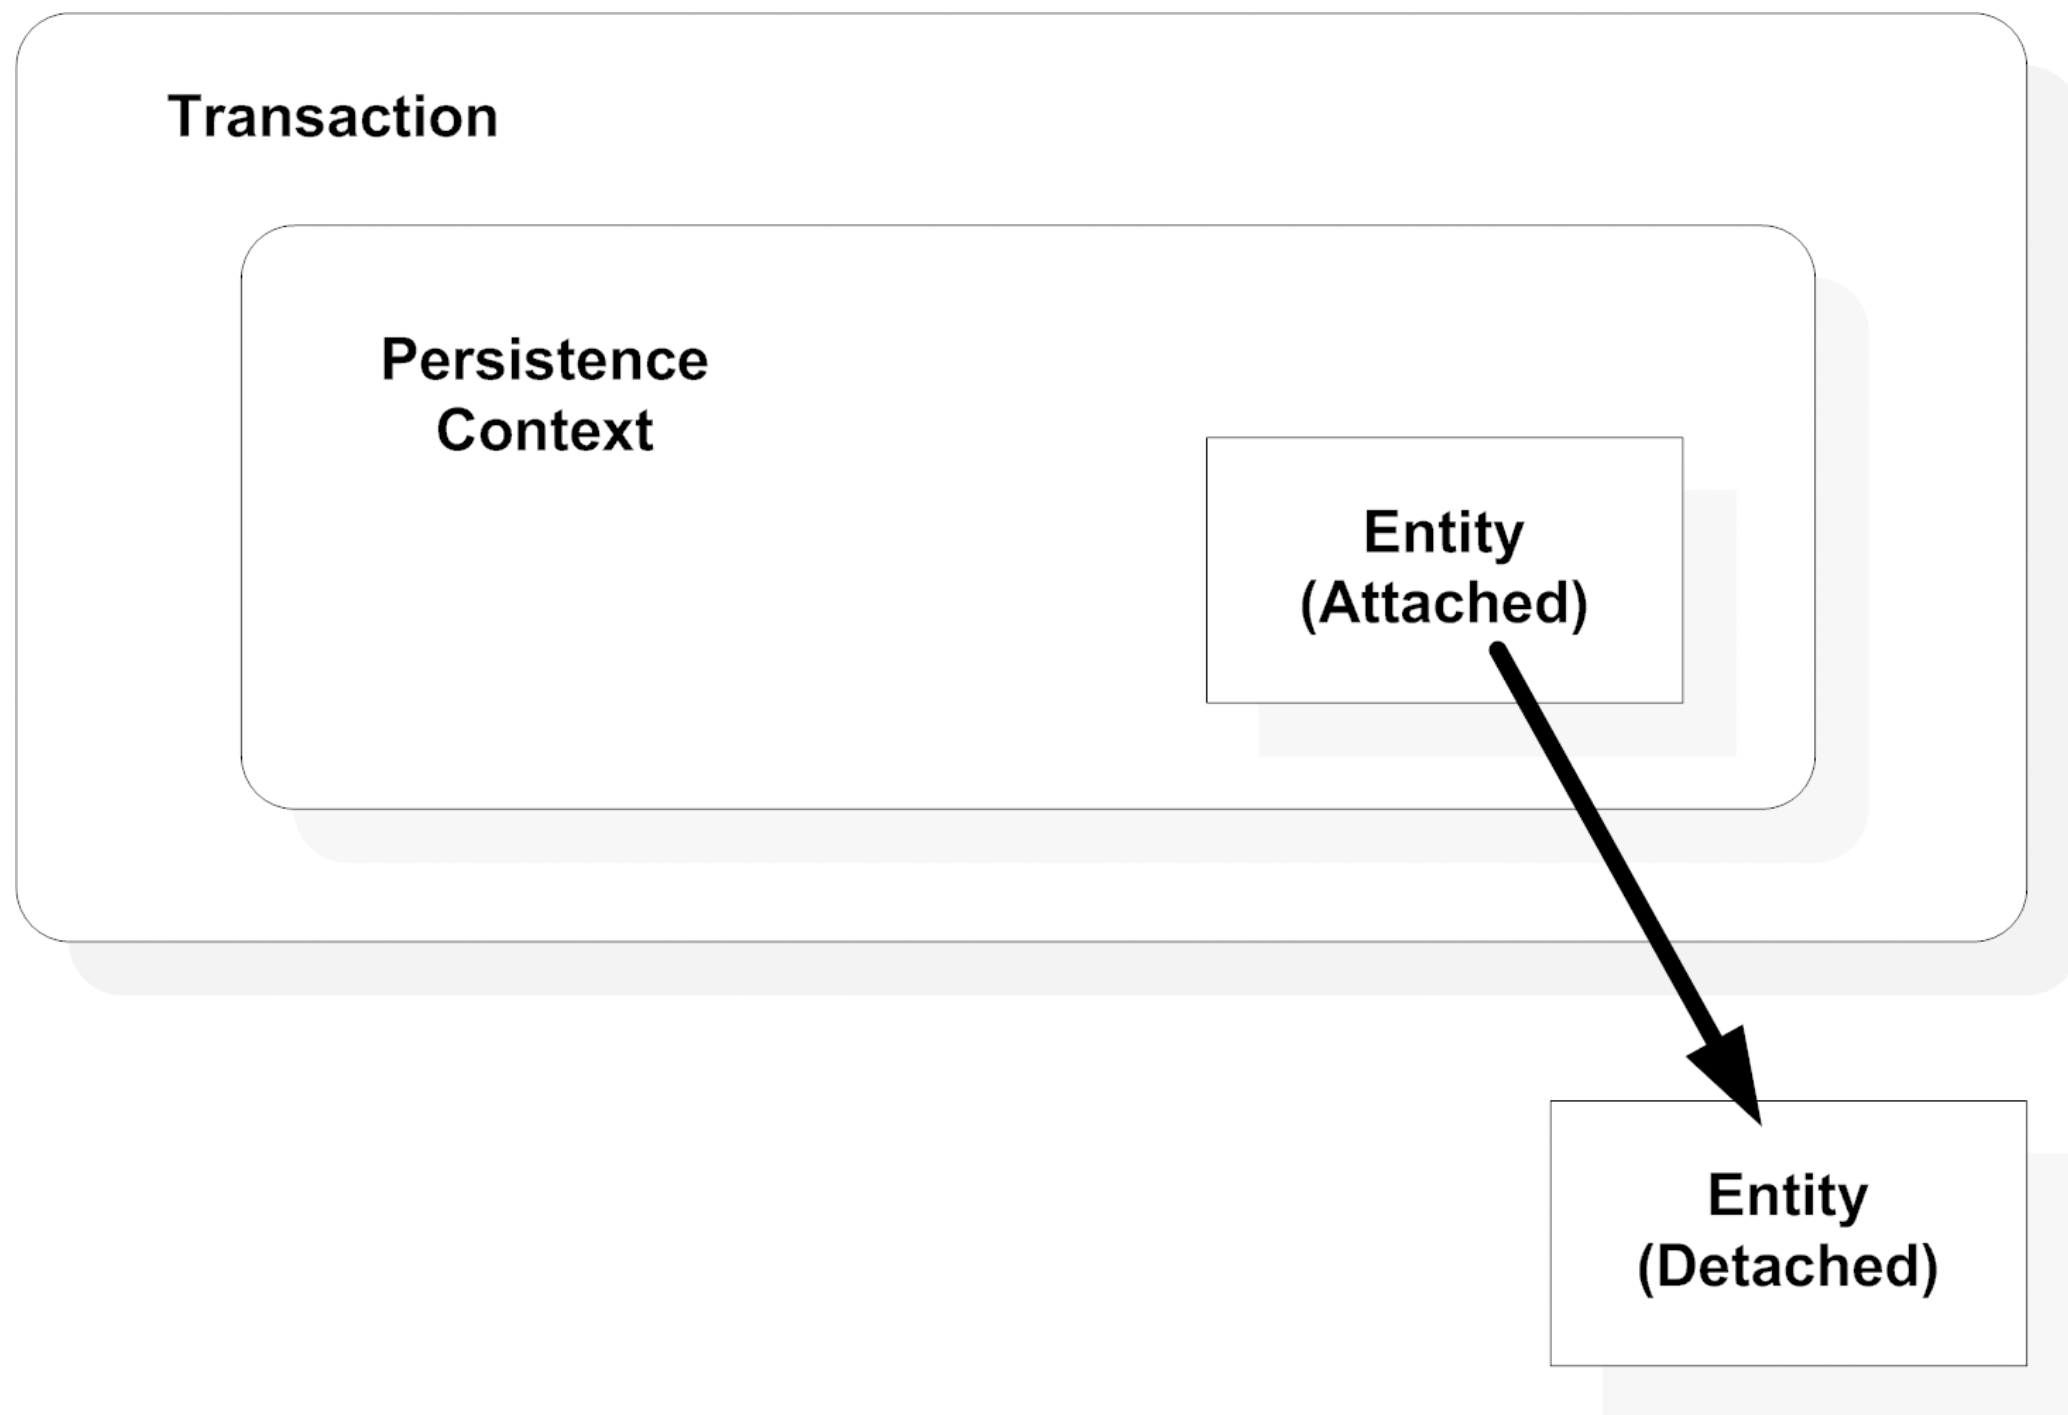 Transaction
Persistence
Context
Entity
(Attached)
Entity
(Detached)